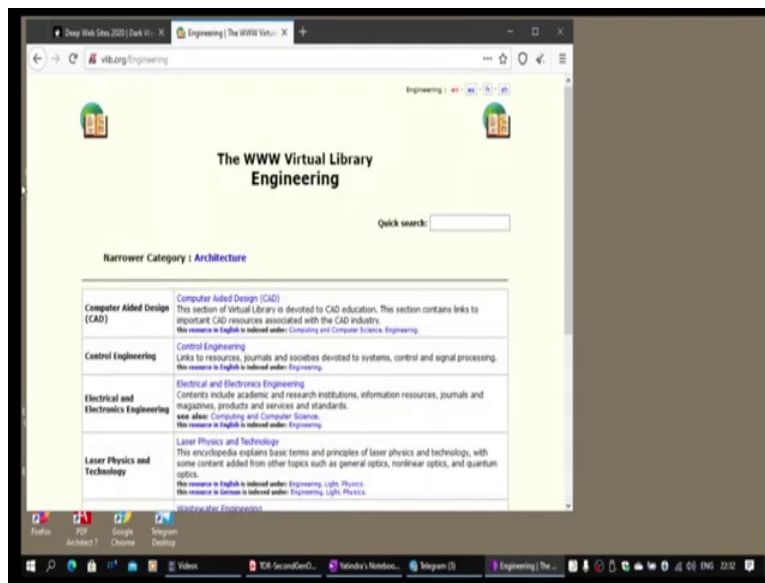 Deep Web Sites 2020 | Dark We
Engineering | The WWW Virtua
vlib.org/Engineering
Engineering : en · es · fr · zh
The WWW Virtual Library
Engineering
Quick search:
Narrower Category : Architecture
Computer Aided Design (CAD)
Computer Aided Design (CAD)
This section of Virtual Library is devoted to CAD education. This section contains links to
important CAD resources associated with the CAD industry.
this resource in English is indexed under: Computing and Computer Science, Engineering.
Control Engineering
Control Engineering
Links to resources, journals and societies devoted to systems, control and signal processing.
this resource in English is indexed under: Engineering.
Electrical and
Electronics Engineering
Electrical and Electronics Engineering
Contents include academic and research institutions, information resources, journals and
magazines, products and services and standards.
see also: Computing and Computer Science.
this resource in English is indexed under: Engineering.
Laser Physics and
Technology
Laser Physics and Technology
This encyclopedia explains basic terms and principles of laser physics and technology, with
some content added from other topics such as general optics, nonlinear optics, and quantum
optics.
this resource in English is indexed under: Engineering, Light, Physics.
this resource in German is indexed under: Engineering, Light, Physics.
Wastewater Engineering
Firefox
PDF Architect 7
Google Chrome
Telegram Desktop
Videos
TOR-SecondGenO...
Yatindra's Noteboo...
Telegram (3)
Engineering | The ...
ENG
22:32